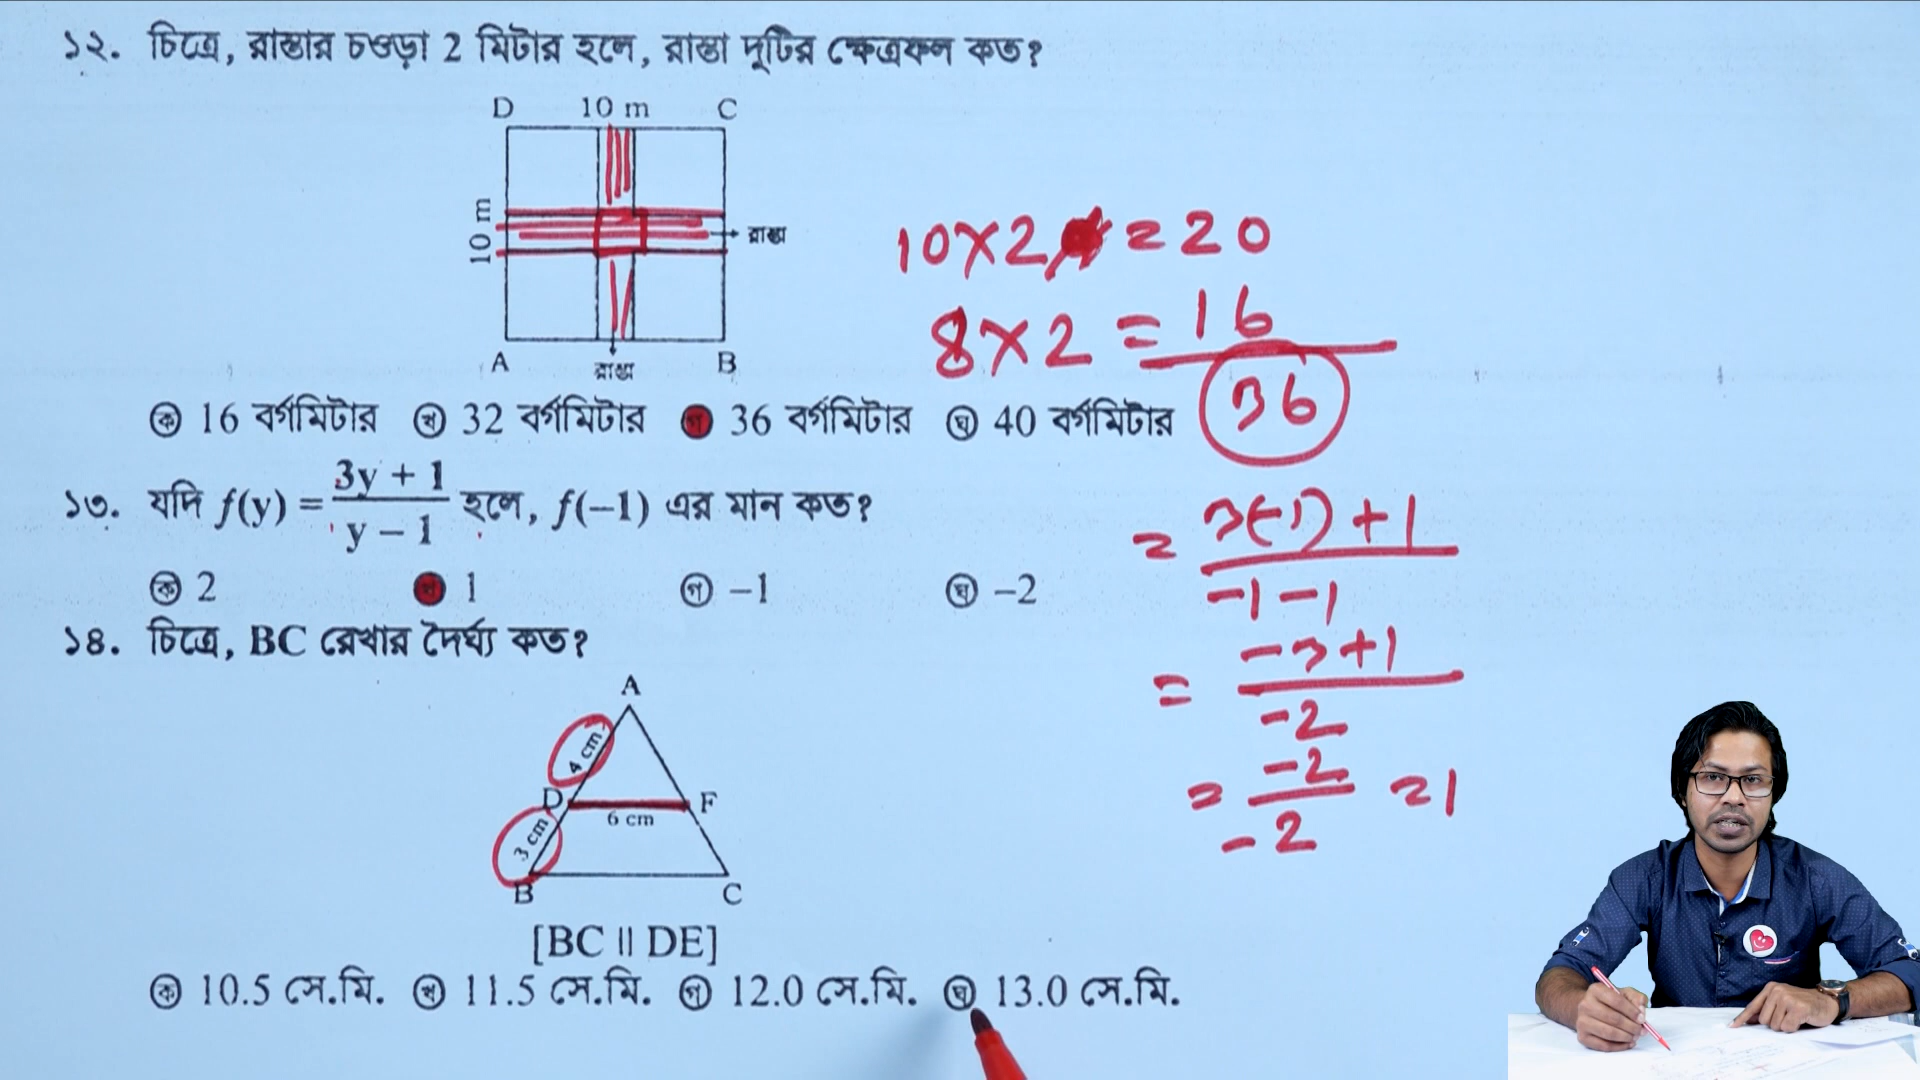 ১২. চিত্রে, রাস্তার চওড়া 2 মিটার হলে, রাস্তা দুটির ক্ষেত্রফল কত?
D 10 m C
10 m
রাস্তা
A রাস্তা B
10×2 = 20
8×2 = 16
36
ক 16 বর্গমিটার খ 32 বর্গমিটার গ 36 বর্গমিটার ঘ 40 বর্গমিটার
১৩. যদি f(y) = (3y + 1)/(y – 1) হলে, f(–1) এর মান কত?
ক 2 খ 1 গ –1 ঘ –2
= 3(-1)+1
-1-1
= -3+1
-2
= -2
-2
=1
১৪. চিত্রে, BC রেখার দৈর্ঘ্য কত?
A
4 cm
D F
6 cm
3 cm
B C
[BC || DE]
ক 10.5 সে.মি. খ 11.5 সে.মি. গ 12.0 সে.মি. ঘ 13.0 সে.মি.